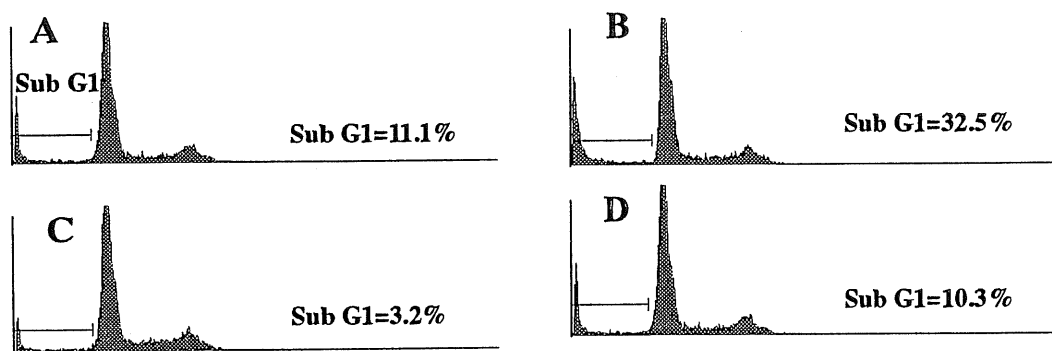 A
Sub G1
Sub G1=11.1%
B
Sub G1=32.5%
C
Sub G1=3.2%
D
Sub G1=10.3%